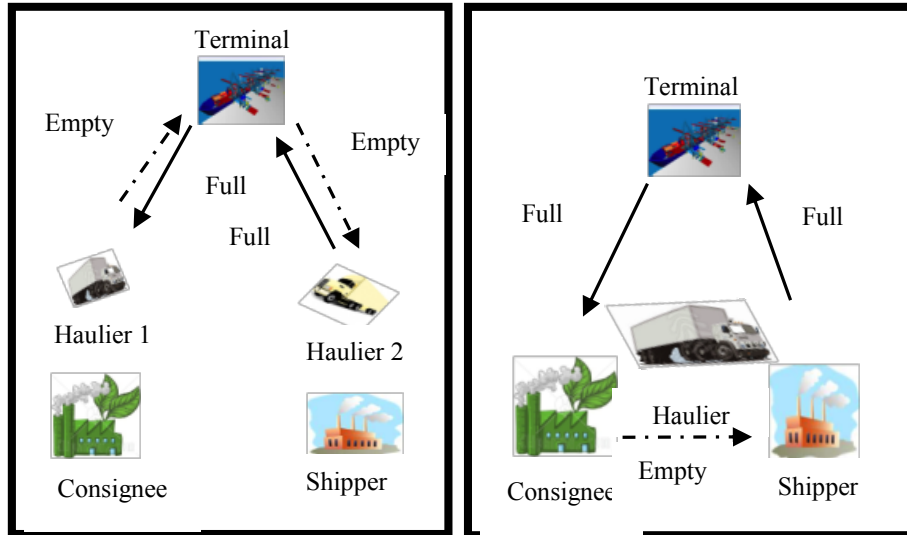 Terminal
Empty
Empty
Full
Full
Haulier 1
Haulier 2
Consignee
Shipper
Terminal
Full
Full
Haulier
Empty
Consignee
Shipper